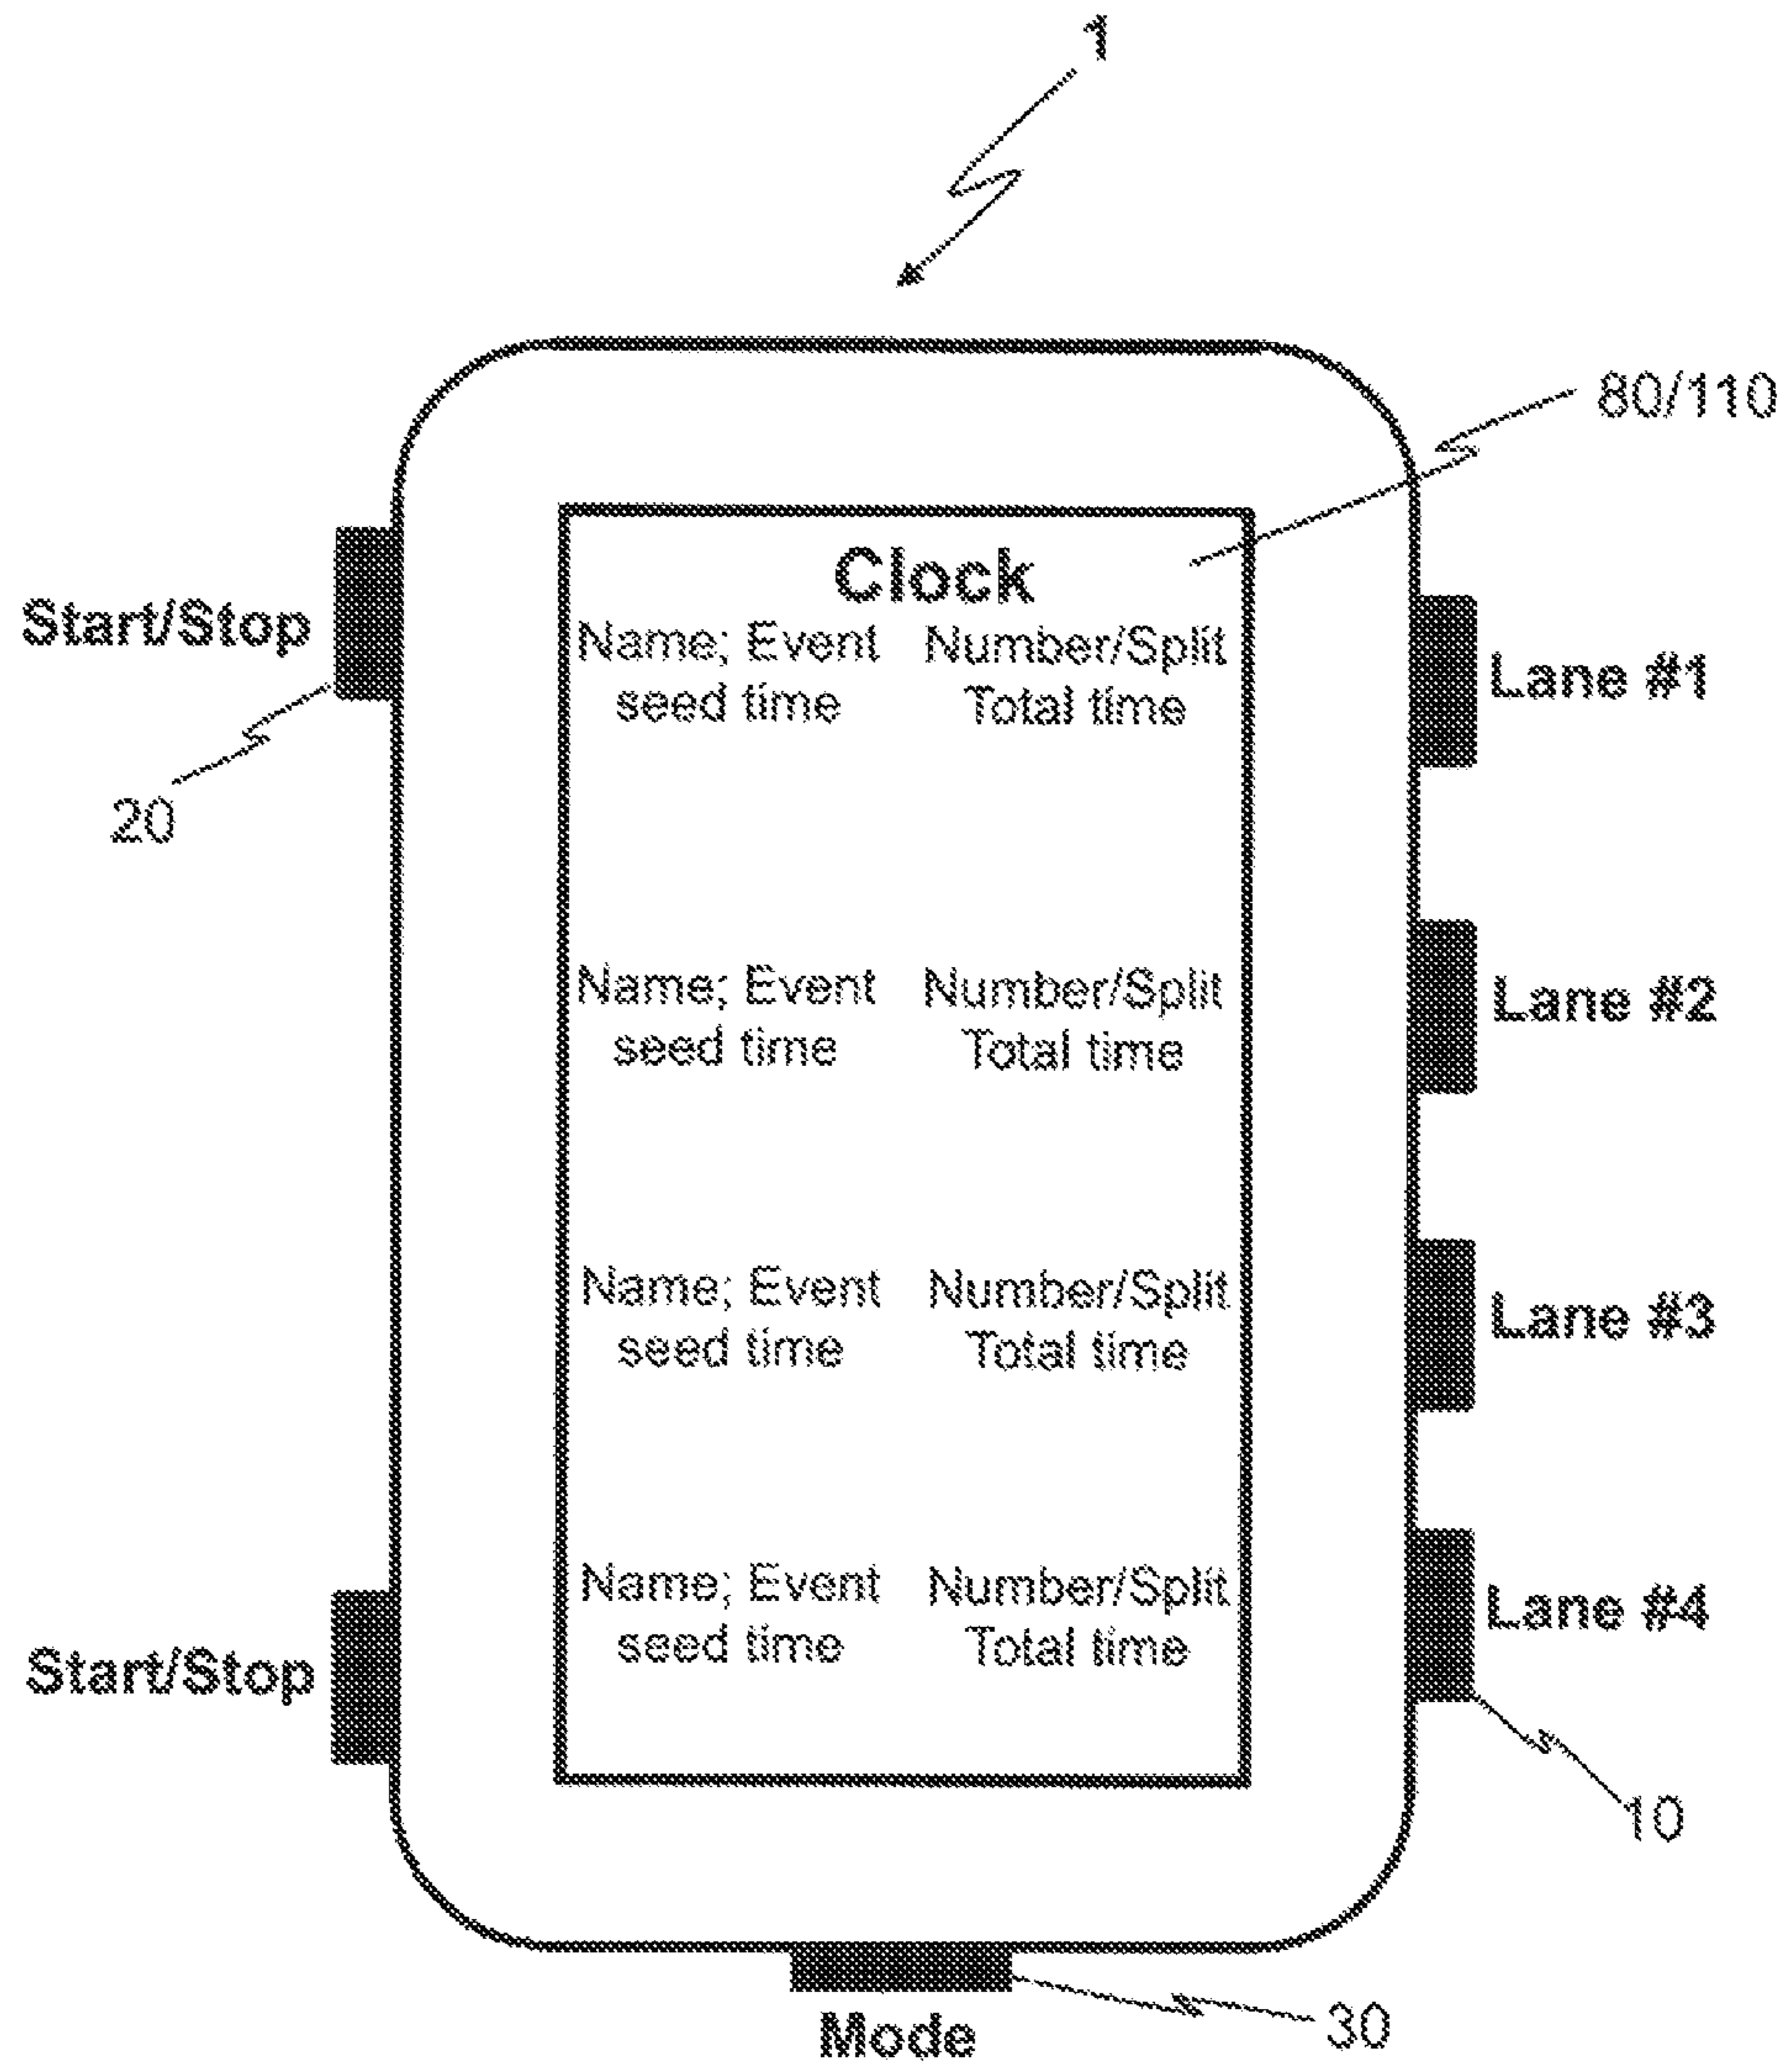 1
80/110
Clock
Start/Stop
Name; Event Number/Split
seed time Total time
Lane #1
20
Name; Event Number/Split
seed time Total time
Lane #2
Name; Event Number/Split
seed time Total time
Lane #3
Name; Event Number/Split
seed time Total time
Lane #4
Start/Stop
10
30
Mode